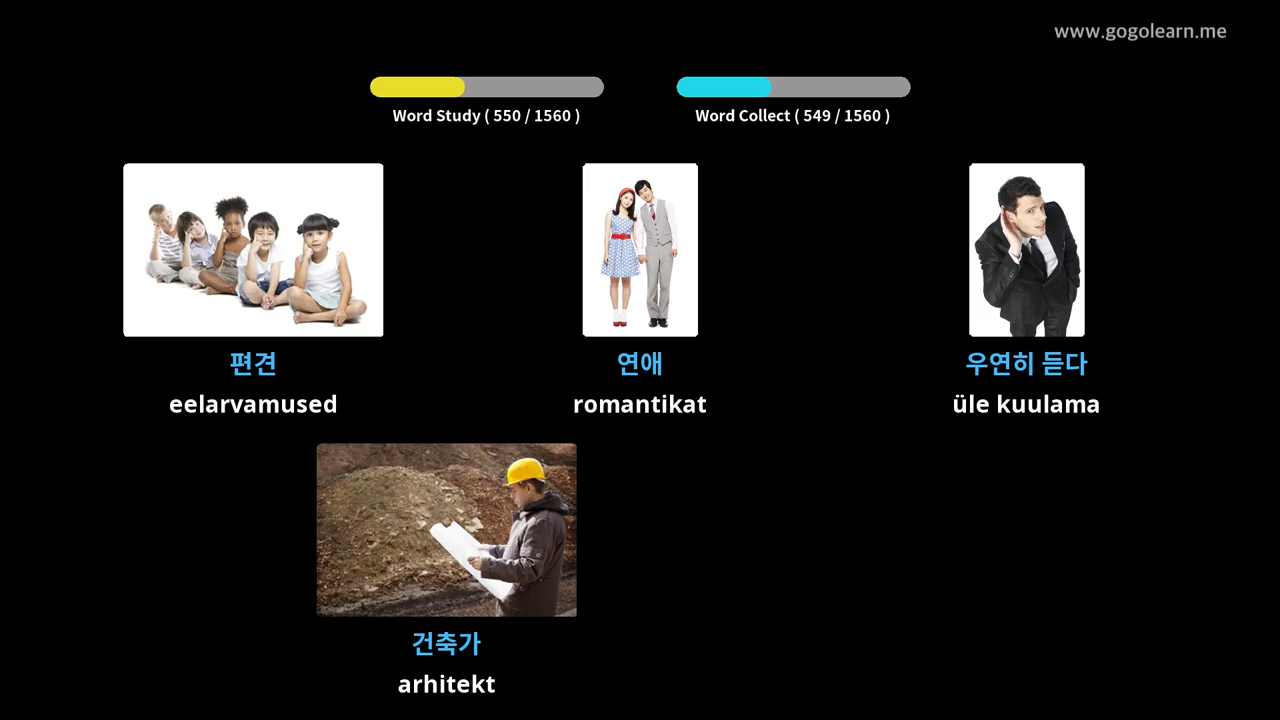 www.gogolearn.me
Word Study ( 550 / 1560 )
Word Collect ( 549 / 1560 )
편견
연애
우연히 듣다
eelarvamused
romantikat
üle kuulama
건축가
arhitekt